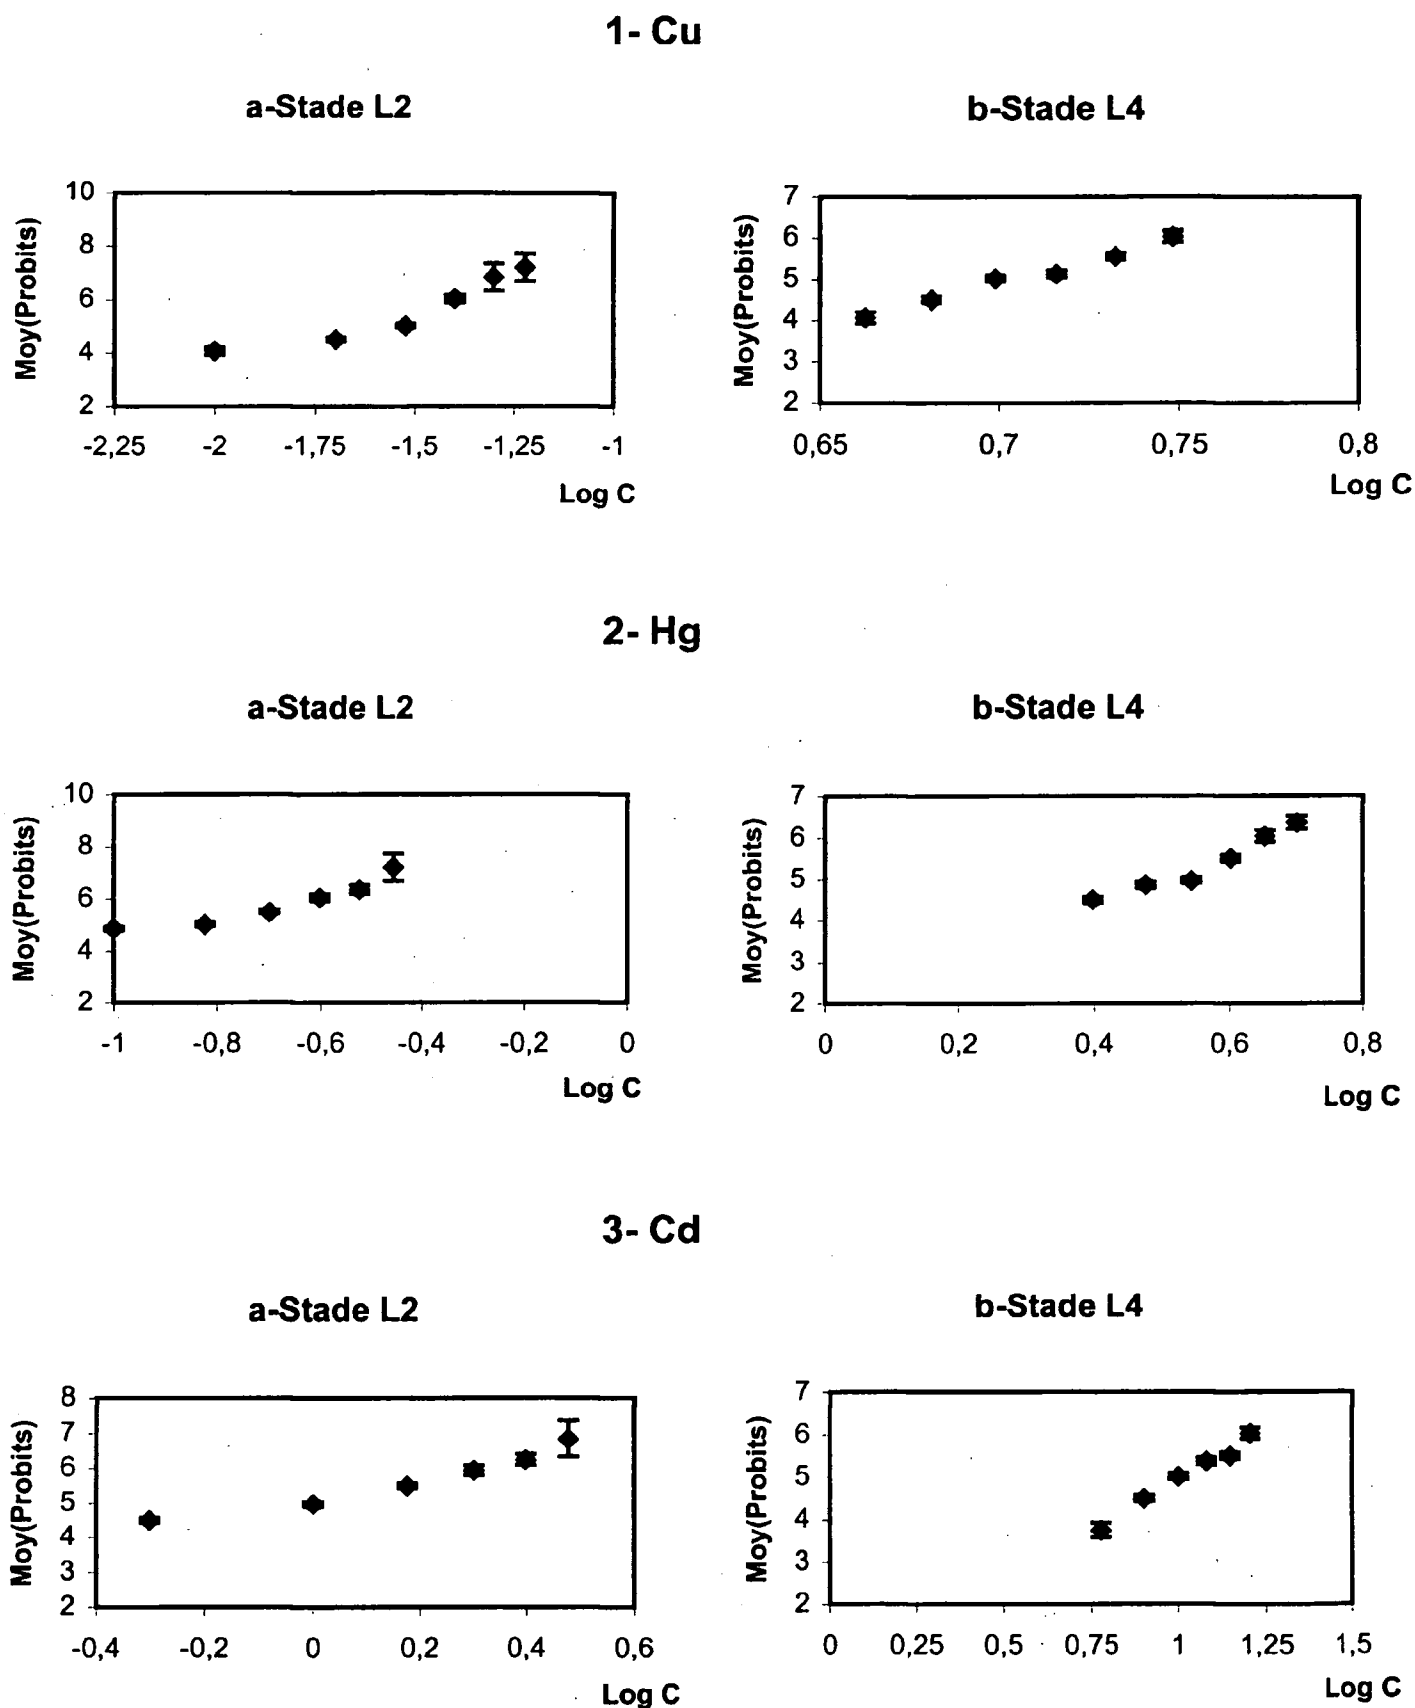 1- Cu
a-Stade L2
b-Stade L4
Moy(Probits)
10
8
6
4
2
-2,25 -2 -1,75 -1,5 -1,25 -1
Log C
Moy(Probits)
7
6
5
4
3
2
0,65 0,7 0,75 0,8
Log C
2- Hg
a-Stade L2
b-Stade L4
Moy(Probits)
10
8
6
4
2
-1 -0,8 -0,6 -0,4 -0,2 0
Log C
Moy(Probits)
7
6
5
4
3
2
0 0,2 0,4 0,6 0,8
Log C
3- Cd
a-Stade L2
b-Stade L4
Moy(Probits)
8
7
6
5
4
3
2
-0,4 -0,2 0 0,2 0,4 0,6
Log C
Moy(Probits)
7
6
5
4
3
2
0 0,25 0,5 0,75 1 1,25 1,5
Log C